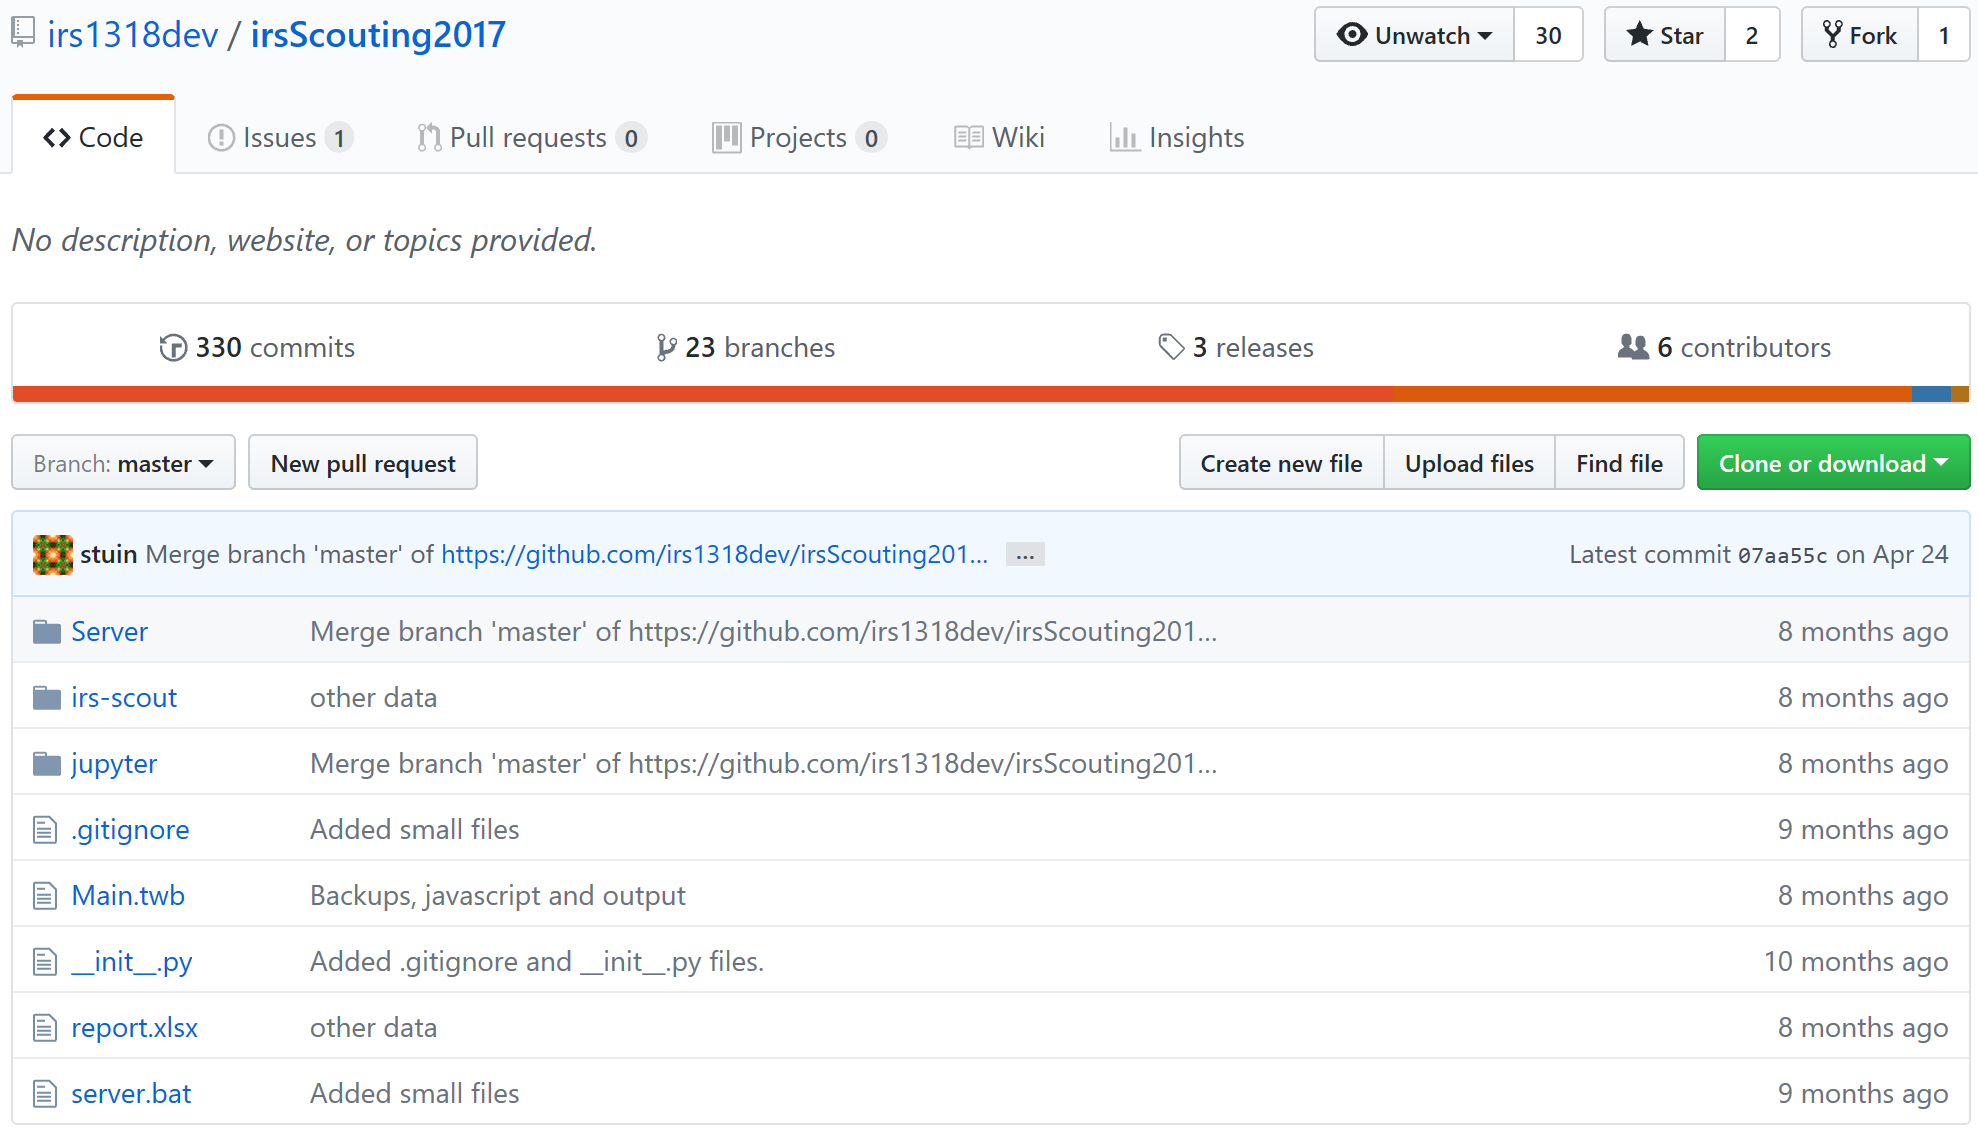 irs1318dev / irsScouting2017 Unwatch 30 Star 2 Fork 1
Code Issues 1 Pull requests 0 Projects 0 Wiki Insights
No description, website, or topics provided.
330 commits 23 branches 3 releases 6 contributors
Branch: master New pull request Create new file Upload files Find file Clone or download
stuin Merge branch 'master' of https://github.com/irs1318dev/irsScouting201... ... Latest commit 07aa55c on Apr 24
Server Merge branch 'master' of https://github.com/irs1318dev/irsScouting201... 8 months ago
irs-scout other data 8 months ago
jupyter Merge branch 'master' of https://github.com/irs1318dev/irsScouting201... 8 months ago
.gitignore Added small files 9 months ago
Main.twb Backups, javascript and output 8 months ago
__init__.py Added .gitignore and __init__.py files. 10 months ago
report.xlsx other data 8 months ago
server.bat Added small files 9 months ago